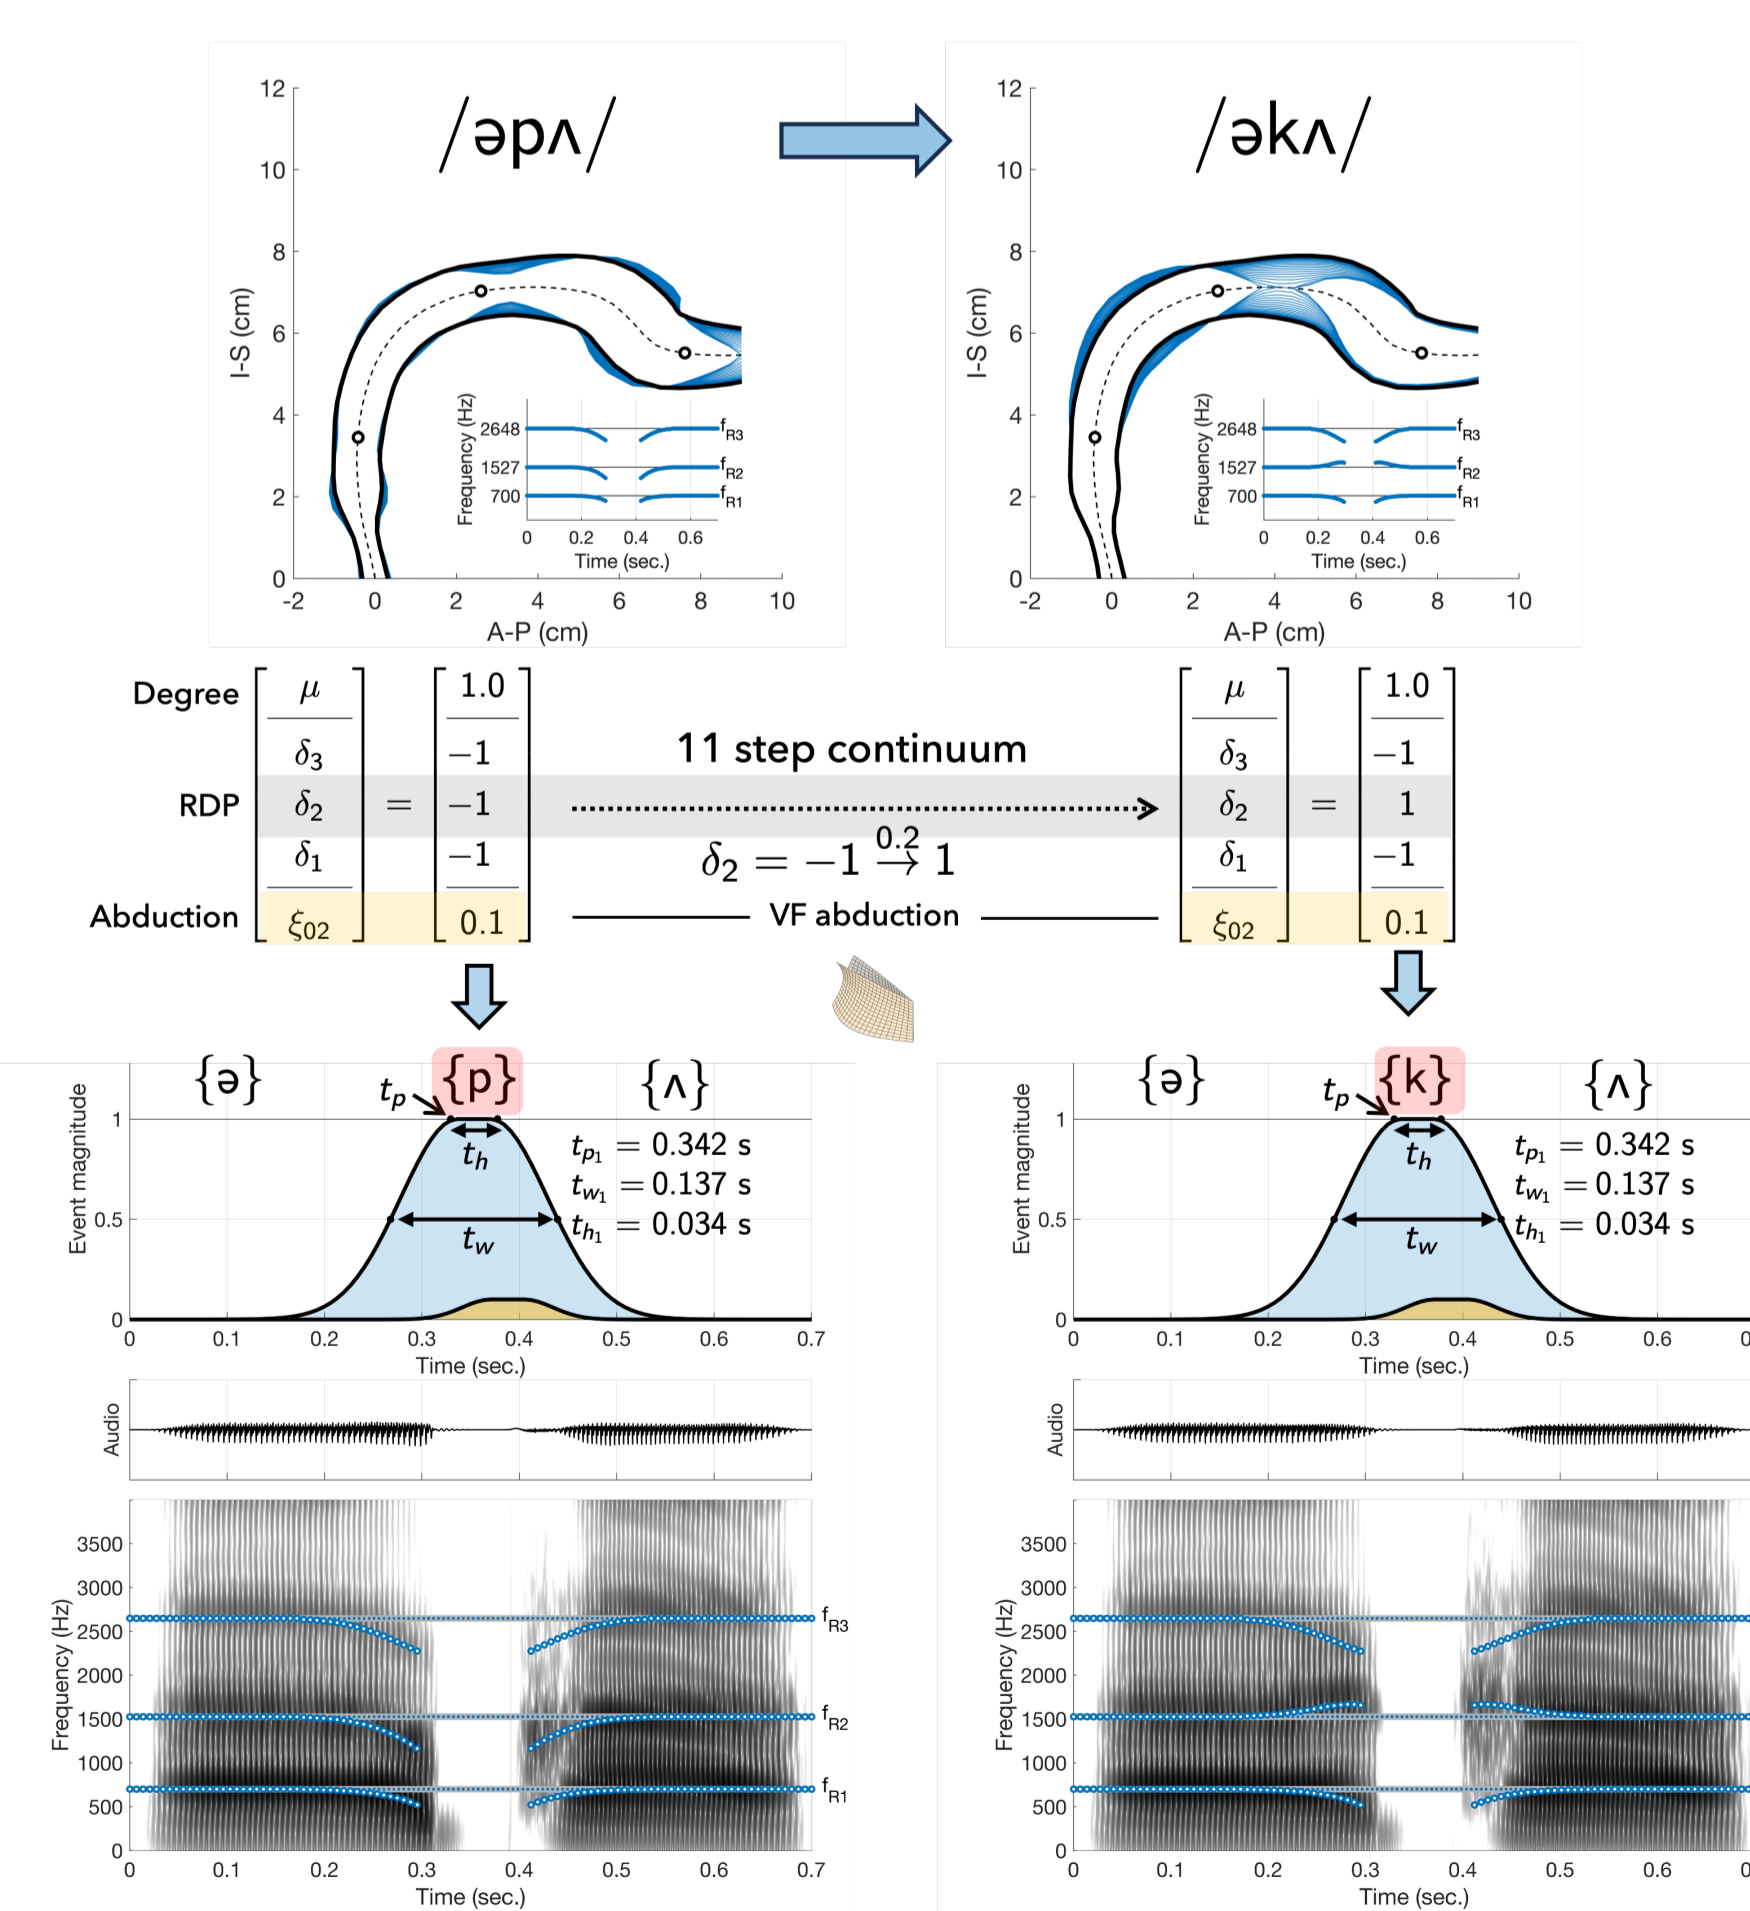 /əpʌ/
12
10
8
6
4
2
0
-2 0 2 4 6 8 10
I-S (cm)
A-P (cm)
Frequency (Hz)
2648
1527
700
fR3
fR2
fR1
0 0.2 0.4 0.6
Time (sec.)
/əkʌ/
12
10
8
6
4
2
0
-2 0 2 4 6 8 10
I-S (cm)
A-P (cm)
Frequency (Hz)
2648
1527
700
fR3
fR2
fR1
0 0.2 0.4 0.6
Time (sec.)
Degree μ 1.0
δ3 −1
RDP δ2 = −1
δ1 −1
Abduction ξ02 0.1
11 step continuum
δ2 = −1 →(0.2) 1
VF abduction
μ 1.0
δ3 −1
δ2 = 1
δ1 −1
ξ02 0.1
{ə} {p} {ʌ}
tp
th
tw
tp1 = 0.342 s
tw1 = 0.137 s
th1 = 0.034 s
Event magnitude
1
0.5
0
0 0.1 0.2 0.3 0.4 0.5 0.6 0.7
Time (sec.)
Audio
Frequency (Hz)
3500
3000
2500
2000
1500
1000
500
0
fR3
fR2
fR1
0 0.1 0.2 0.3 0.4 0.5 0.6 0.7
Time (sec.)
{ə} {k} {ʌ}
tp
th
tw
tp1 = 0.342 s
tw1 = 0.137 s
th1 = 0.034 s
Event magnitude
1
0.5
0
0 0.1 0.2 0.3 0.4 0.5 0.6 0
Time (sec.)
Audio
Frequency (Hz)
3500
3000
2500
2000
1500
1000
500
0
0 0.1 0.2 0.3 0.4 0.5 0.6 0
Time (sec.)